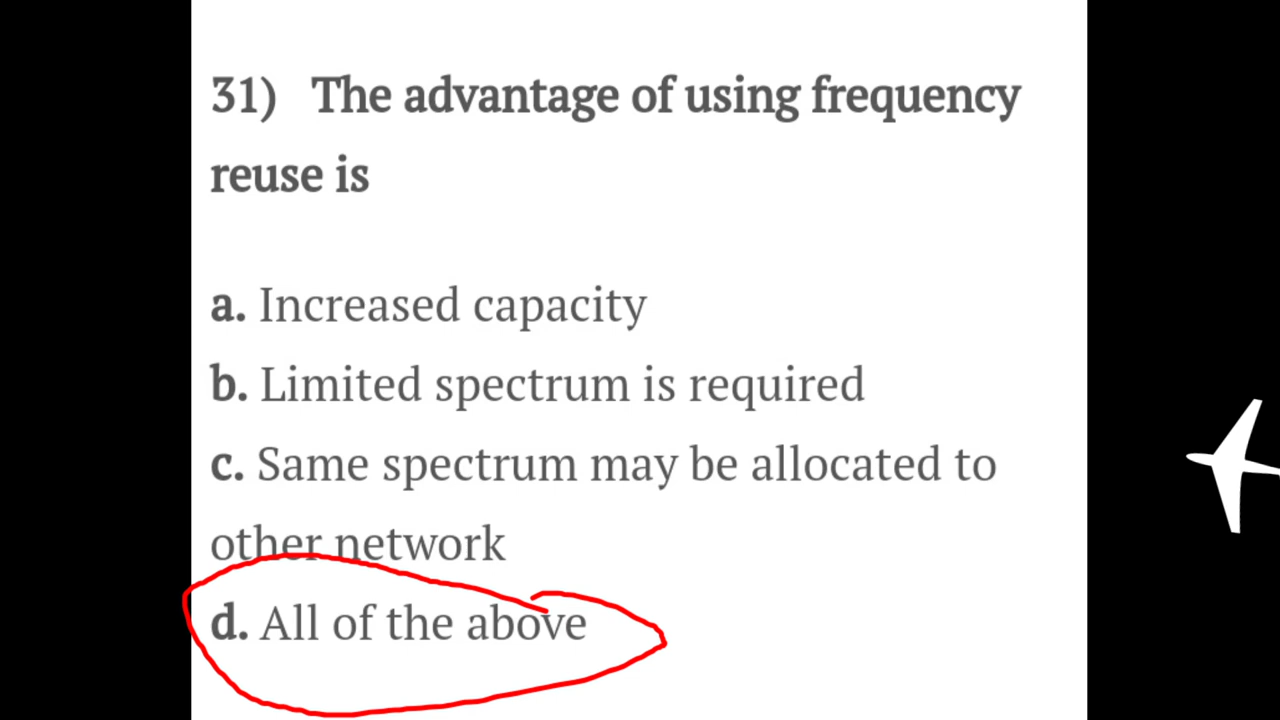 31) The advantage of using frequency
reuse is
a. Increased capacity
b. Limited spectrum is required
c. Same spectrum may be allocated to
other network
d. All of the above